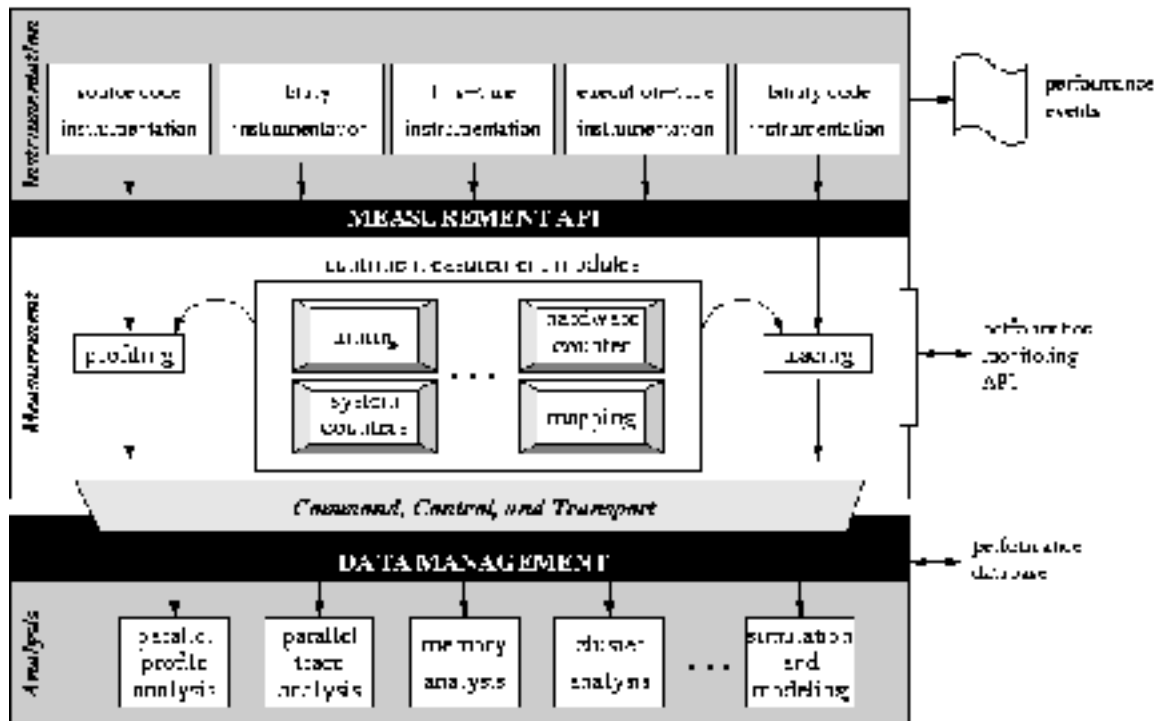 Instrumentation
source code
instrumentation
instrumentation
instrumentation
instrumentation
binary code
instrumentation
performance
events
MEASUREMENT API
Measurement
measurement modules
profiling
timing
hardware
counter
system
counters
mapping
tracing
performance
monitoring
API
Command, Control, and Transport
DATA MANAGEMENT
performance
database
Analysis
parallel
profile
analysis
parallel
trace
analysis
memory
analysis
cluster
analysis
simulation
and
modeling